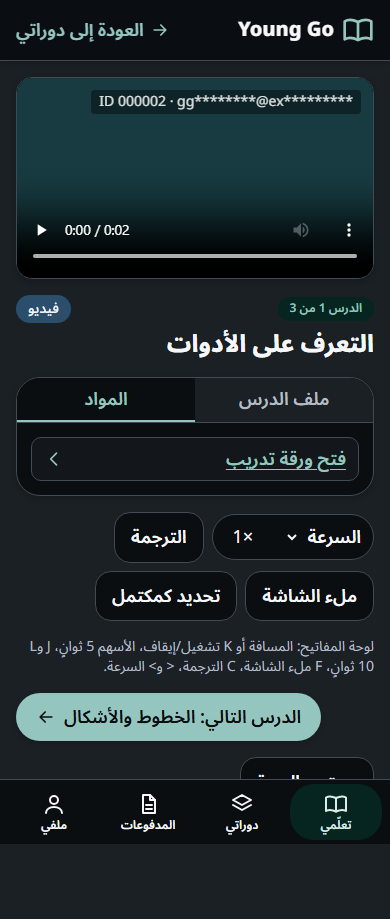 Young Go
العودة إلى دوراتي
ID 000002 · gg********@ex*********
0:00 / 0:02
الدرس 1 من 3
فيديو
التعرف على الأدوات
ملف الدرس
المواد
فتح ورقة تدريب
السرعة
1×
الترجمة
ملء الشاشة
تحديد كمكتمل
لوحة المفاتيح: المسافة أو K تشغيل/إيقاف، الأسهم 5 ثوانٍ، J وL
10 ثوانٍ، F ملء الشاشة، C الترجمة، < و> السرعة.
الدرس التالي: الخطوط والأشكال
تعلّمي
دوراتي
المدفوعات
ملفي